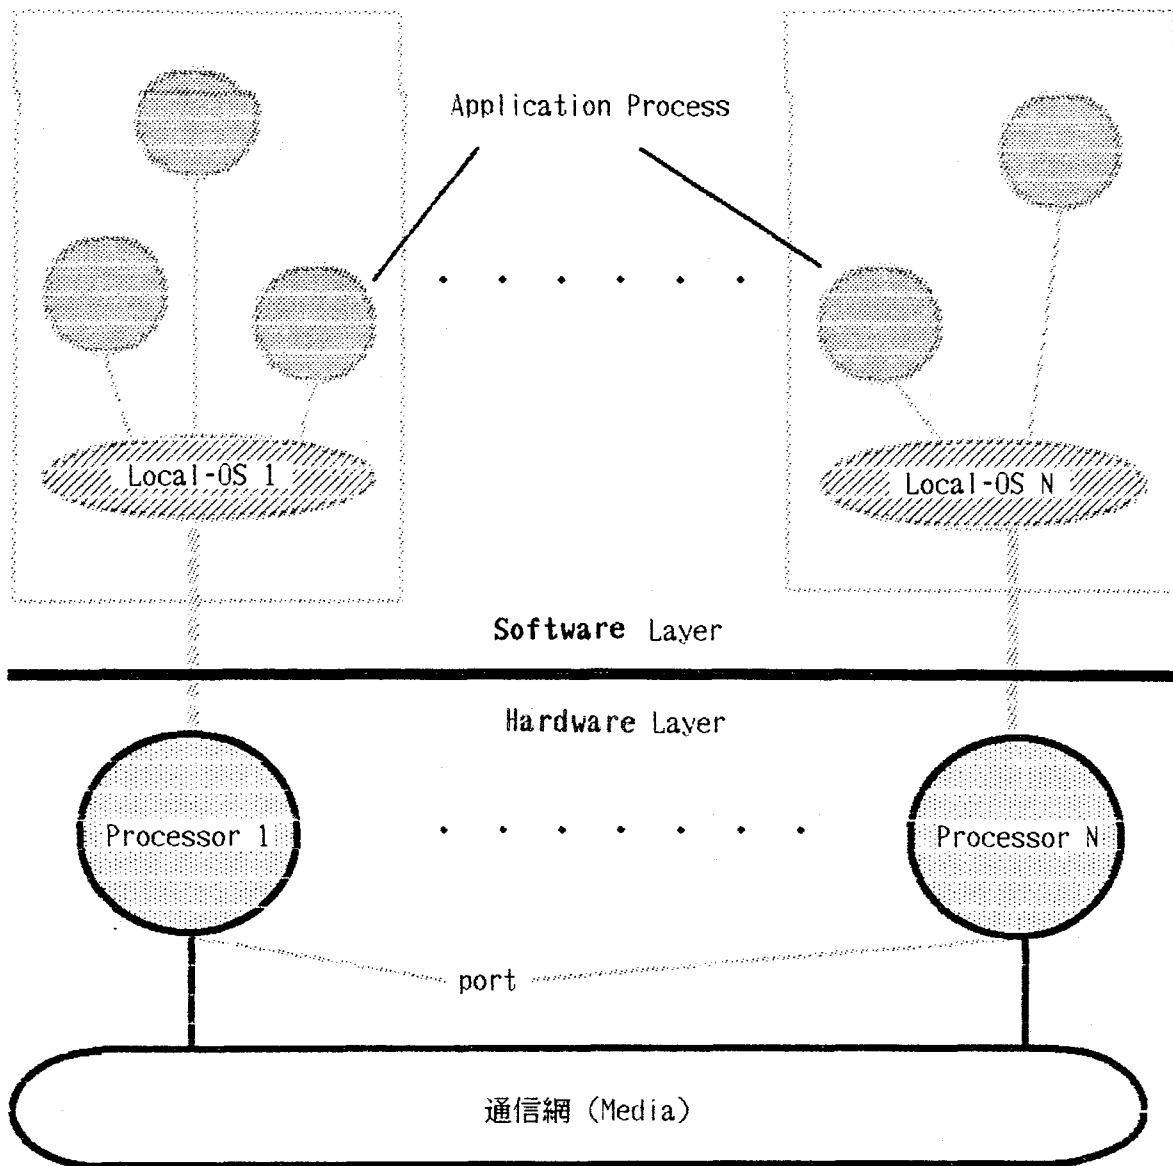 Application Process
Local-OS 1
Local-OS N
Software Layer
Hardware Layer
Processor 1
Processor N
port
通信網 (Media)